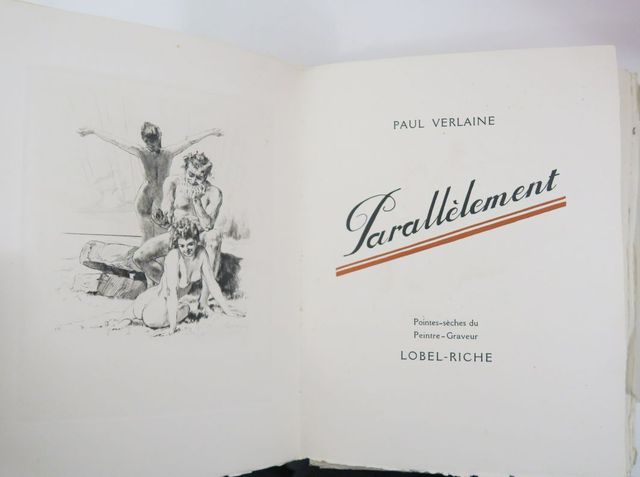 PAUL VERLAINE
Parallèlement
Pointes-sèches du
Peintre-Graveur
LOBEL-RICHE